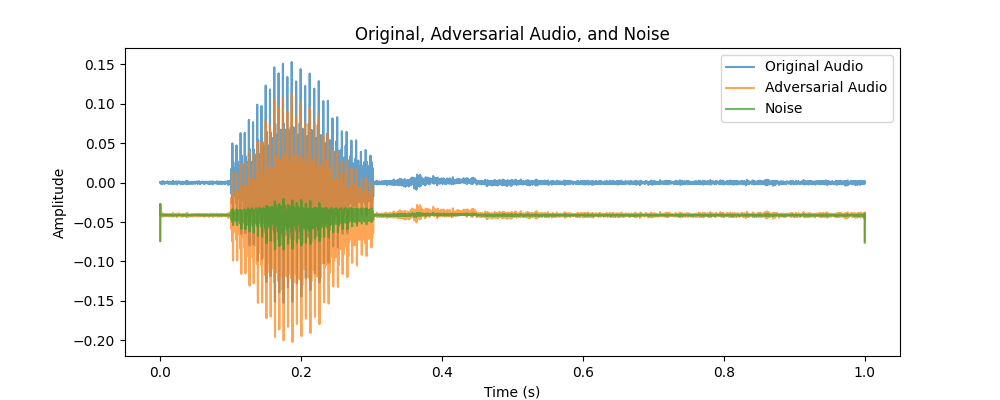 Original, Adversarial Audio, and Noise
Original Audio
Adversarial Audio
Noise
Amplitude
0.15
0.10
0.05
0.00
−0.05
−0.10
−0.15
−0.20
0.0 0.2 0.4 0.6 0.8 1.0
Time (s)